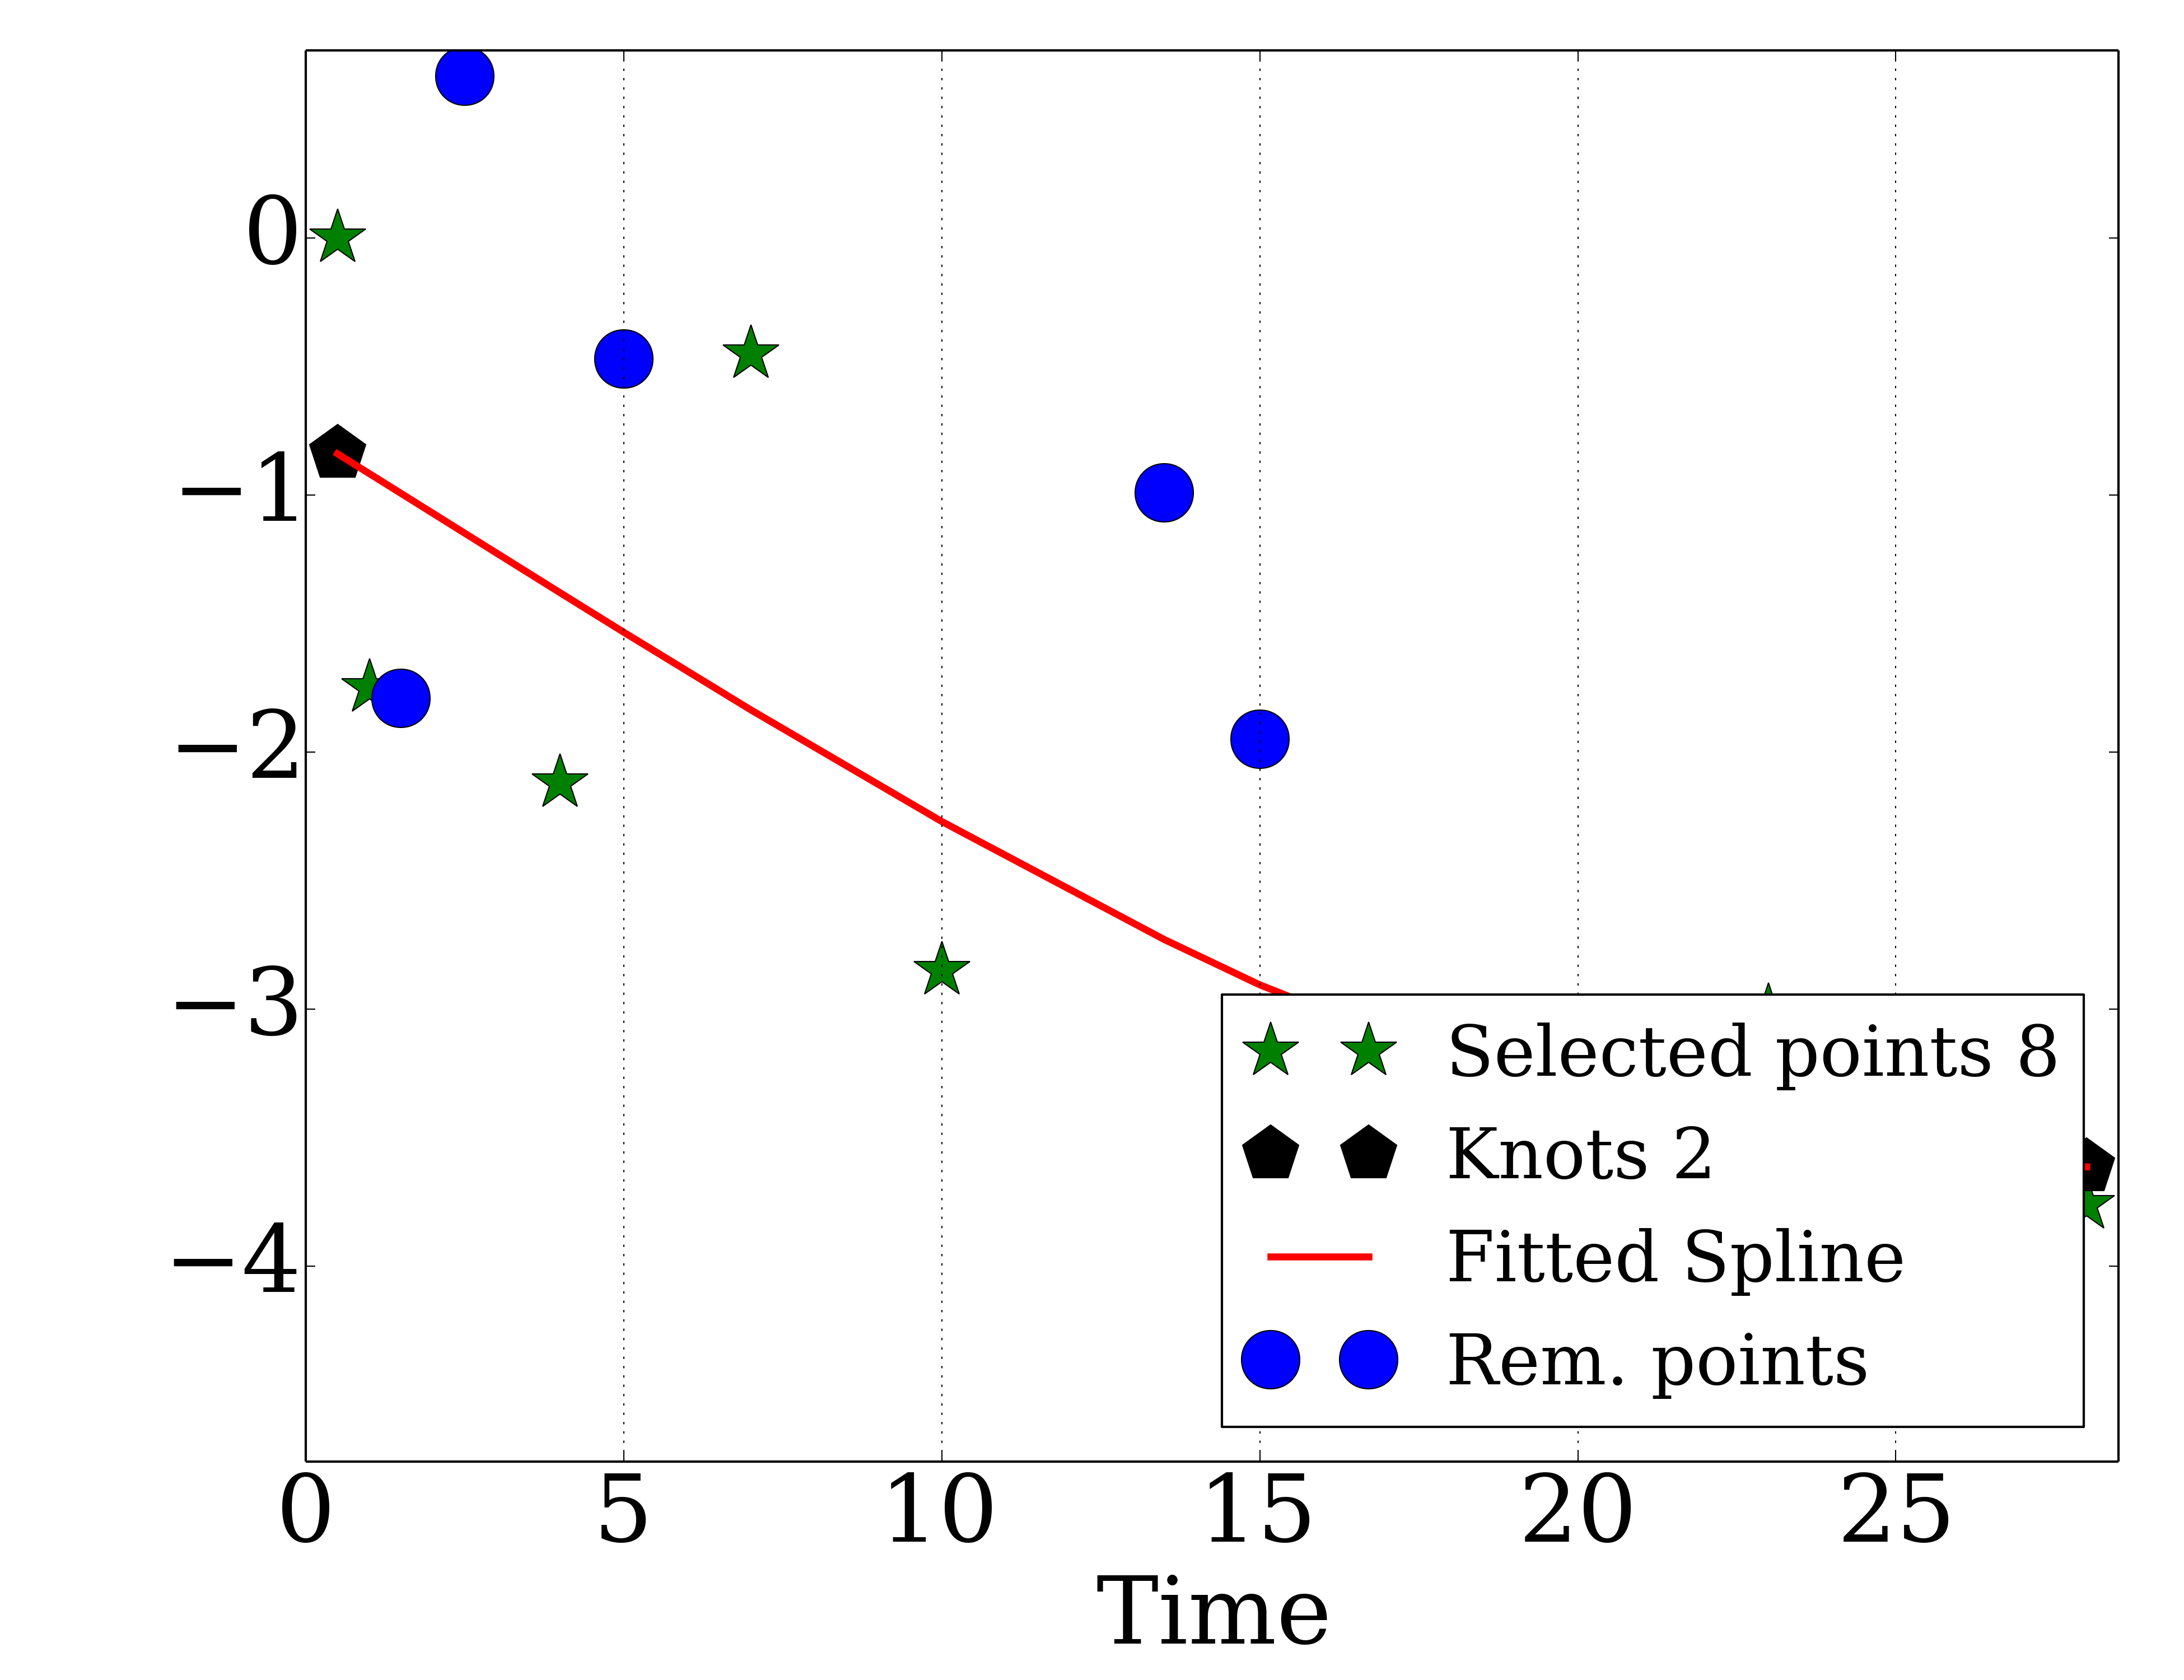 0
−1
−2
−3
−4
Selected points 8
Knots 2
Fitted Spline
Rem. points
0 5 10 15 20 25
Time